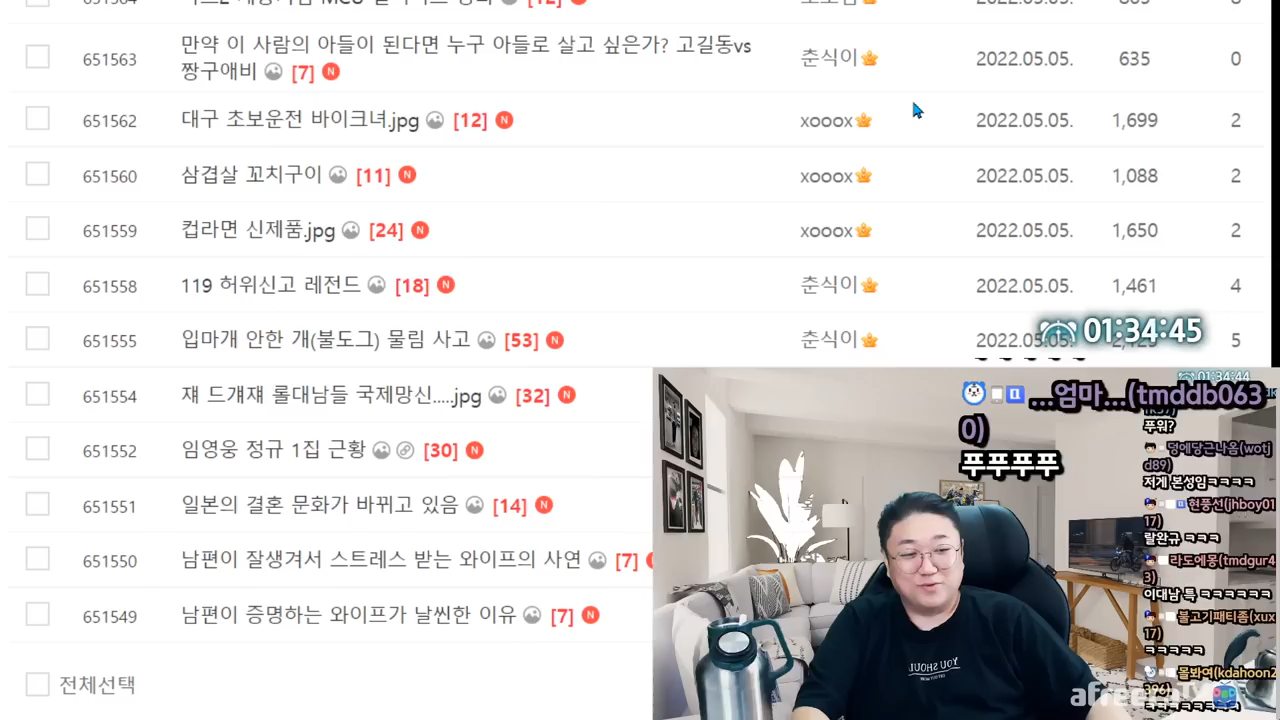 651563 만약 이 사람의 아들이 된다면 누구 아들로 살고 싶은가? 고길동vs 춘식이 2022.05.05. 635 0
짱구애비 [7] N
651562 대구 초보운전 바이크녀.jpg [12] N xooox 2022.05.05. 1,699 2
651560 삼겹살 꼬치구이 [11] N xooox 2022.05.05. 1,088 2
651559 컵라면 신제품.jpg [24] N xooox 2022.05.05. 1,650 2
651558 119 허위신고 레전드 [18] N 춘식이 2022.05.05. 1,461 4
651555 입마개 안한 개(불도그) 물림 사고 [53] N 춘식이 2022.05.05. 5
01:34:45
651554 쟤 드개쟤 롤대남들 국제망신.....jpg [32] N
651552 임영웅 정규 1집 근황 [30] N
651551 일본의 결혼 문화가 바뀌고 있음 [14] N
651550 남편이 잘생겨서 스트레스 받는 와이프의 사연 [7]
651549 남편이 증명하는 와이프가 날씬한 이유 [7] N
전체선택
01:34:44
...엄마...(tmddb063
0)
푸푸푸푸
푸워?
덩에당근나옴(wotj
d89)
저게 본성임ㅋㅋㅋㅋ
현풍선(jhboy01
17)
랄완규 ㅋㅋㅋ
라도에몽(tmdgur4
3)
이대남 특 ㅋㅋㅋㅋㅋㅋ
불고기패티좀(xux
17)
ㅋㅋㅋㅋㅋ
몰봐여(kdahoon2
396)
YOU SHOUL
afreecaTV